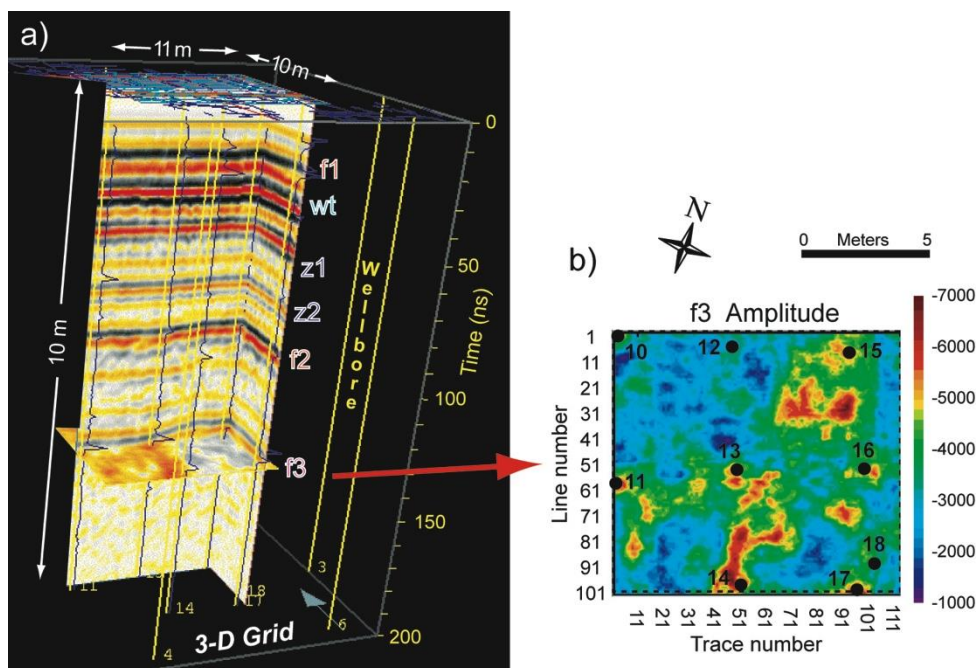 a)
11 m
10 m
10 m
0
50
100
150
200
Time (ns)
f1
wt
z1
z2
f2
f3
Wellbore
11
14
4
18
17
3
6
3-D Grid
N
0 Meters 5
b)
f3 Amplitude
1
11
21
31
41
51
61
71
81
91
101
Line number
10
12
15
13
16
11
18
14
17
1
11
21
31
41
51
61
71
81
91
101
111
Trace number
-7000
-6000
-5000
-4000
-3000
-2000
-1000